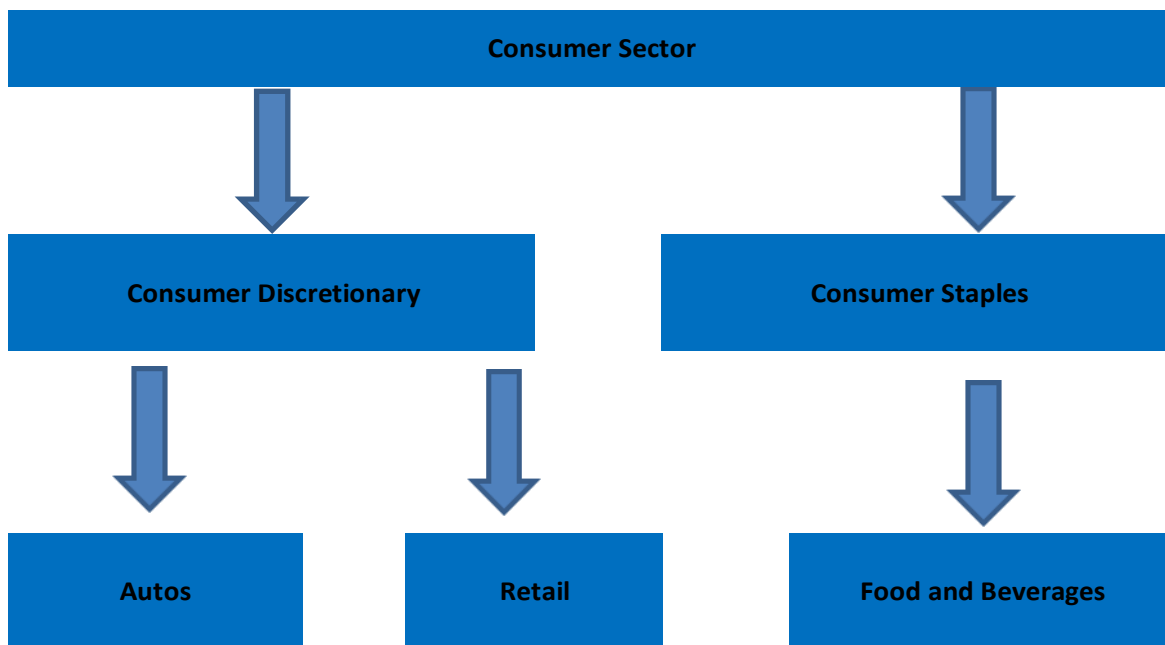 Consumer Sector
Consumer Discretionary
Consumer Staples
Autos
Retail
Food and Beverages